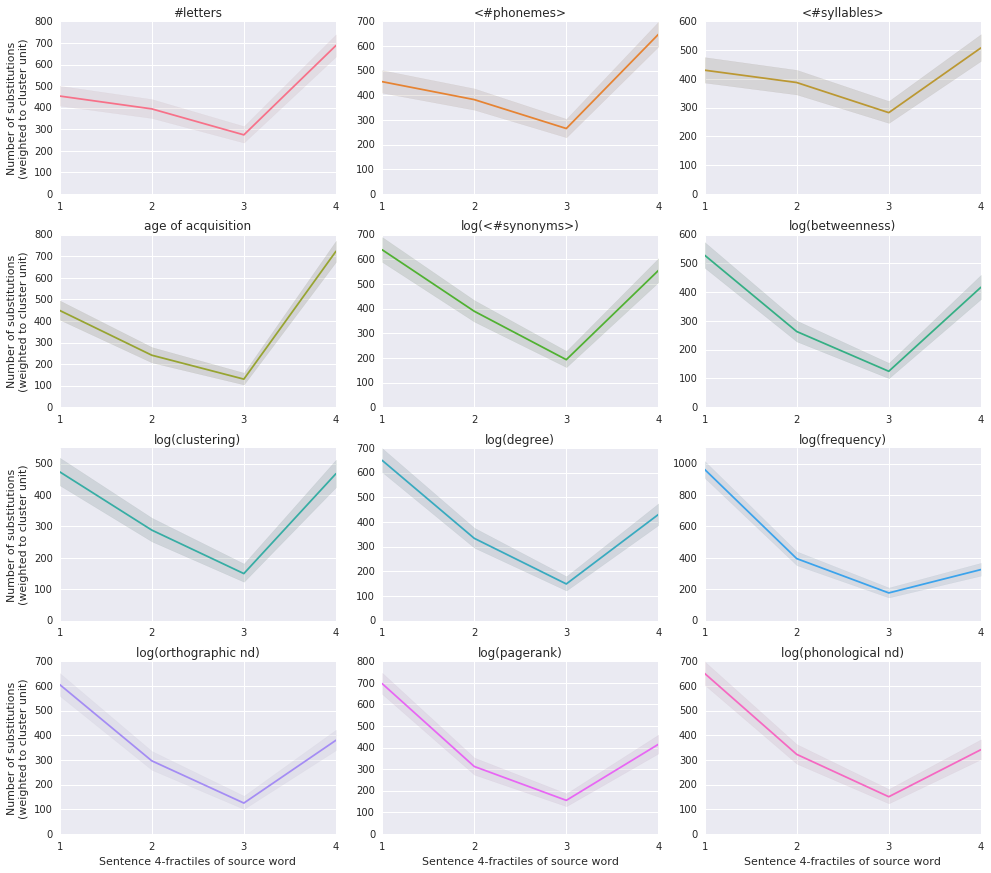 #letters
<#phonemes>
<#syllables>
Number of substitutions
(weighted to cluster unit)
800
700
600
500
400
300
200
100
0
1 2 3 4
700
600
500
400
300
200
100
0
1 2 3 4
600
500
400
300
200
100
0
1 2 3 4
age of acquisition
log(<#synonyms>)
log(betweenness)
Number of substitutions
(weighted to cluster unit)
800
700
600
500
400
300
200
100
0
1 2 3 4
700
600
500
400
300
200
100
0
1 2 3 4
600
500
400
300
200
100
0
1 2 3 4
log(clustering)
log(degree)
log(frequency)
Number of substitutions
(weighted to cluster unit)
500
400
300
200
100
0
1 2 3 4
700
600
500
400
300
200
100
0
1 2 3 4
1000
800
600
400
200
0
1 2 3 4
log(orthographic nd)
log(pagerank)
log(phonological nd)
Number of substitutions
(weighted to cluster unit)
700
600
500
400
300
200
100
0
1 2 3 4
Sentence 4-fractiles of source word
800
700
600
500
400
300
200
100
0
1 2 3 4
Sentence 4-fractiles of source word
700
600
500
400
300
200
100
0
1 2 3 4
Sentence 4-fractiles of source word